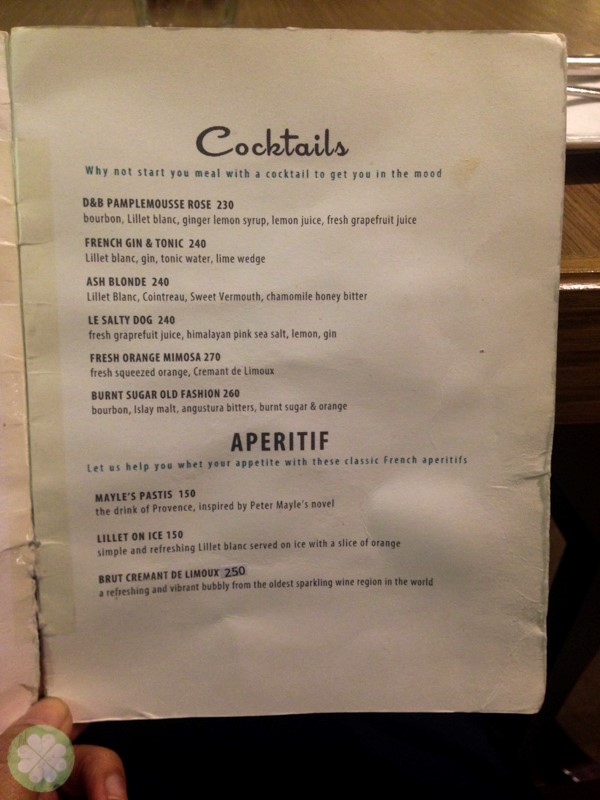 Cocktails
Why not start you meal with a cocktail to get you in the mood
D&B PAMPLEMOUSSE ROSE 230
bourbon, Lillet blanc, ginger lemon syrup, lemon juice, fresh grapefruit juice
FRENCH GIN & TONIC 240
Lillet blanc, gin, tonic water, lime wedge
ASH BLONDE 240
Lillet Blanc, Cointreau, Sweet Vermouth, chamomile honey bitter
LE SALTY DOG 240
fresh graprefruit juice, himalayan pink sea salt, lemon, gin
FRESH ORANGE MIMOSA 270
fresh squeezed orange, Cremant de Limoux
BURNT SUGAR OLD FASHION 260
bourbon, Islay malt, angustura bitters, burnt sugar & orange
APERITIF
Let us help you whet your appetite with these classic French aperitifs
MAYLE'S PASTIS 150
the drink of Provence, inspired by Peter Mayle's novel
LILLET ON ICE 150
simple and refreshing Lillet blanc served on ice with a slice of orange
BRUT CREMANT DE LIMOUX 250
a refreshing and vibrant bubbly from the oldest sparkling wine region in the world